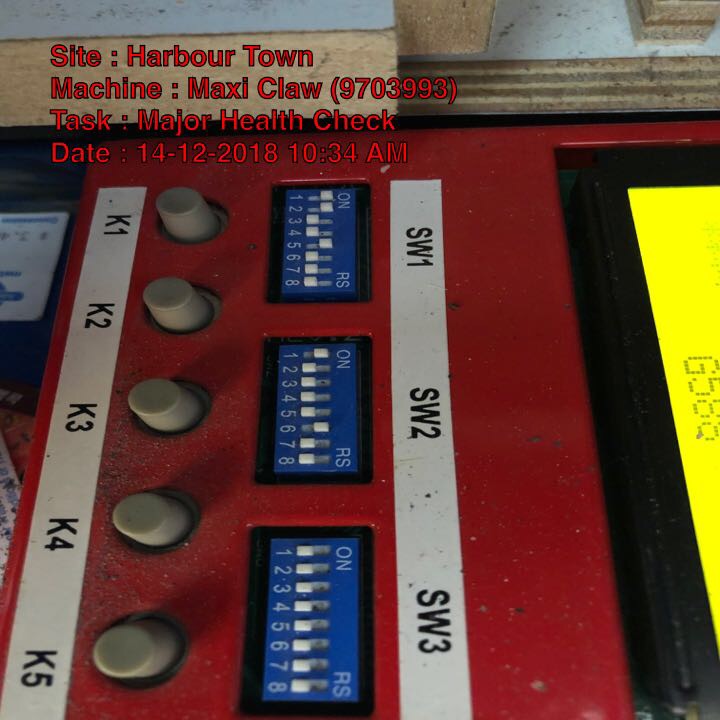 Site : Harbour Town
Machine : Maxi Claw (9703993)
Task : Major Health Check
Date : 14-12-2018 10:34 AM
K1
K2
K3
K4
K5
ON
1 2 3 4 5 6 7 8
RS
SW1
ON
1 2 3 4 5 6 7 8
RS
SW2
ON
1 2 3 4 5 6 7 8
RS
SW3